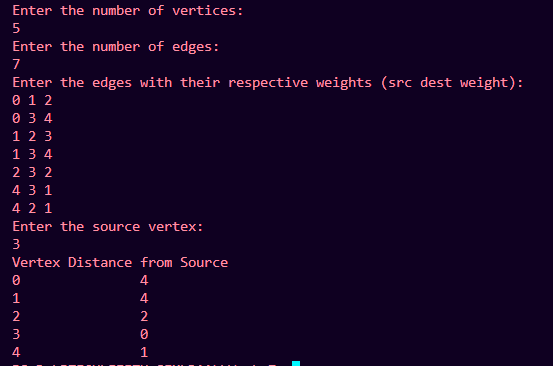 Enter the number of vertices:
5
Enter the number of edges:
7
Enter the edges with their respective weights (src dest weight):
0 1 2
0 3 4
1 2 3
1 3 4
2 3 2
4 3 1
4 2 1
Enter the source vertex:
3
Vertex Distance from Source
0 4
1 4
2 2
3 0
4 1